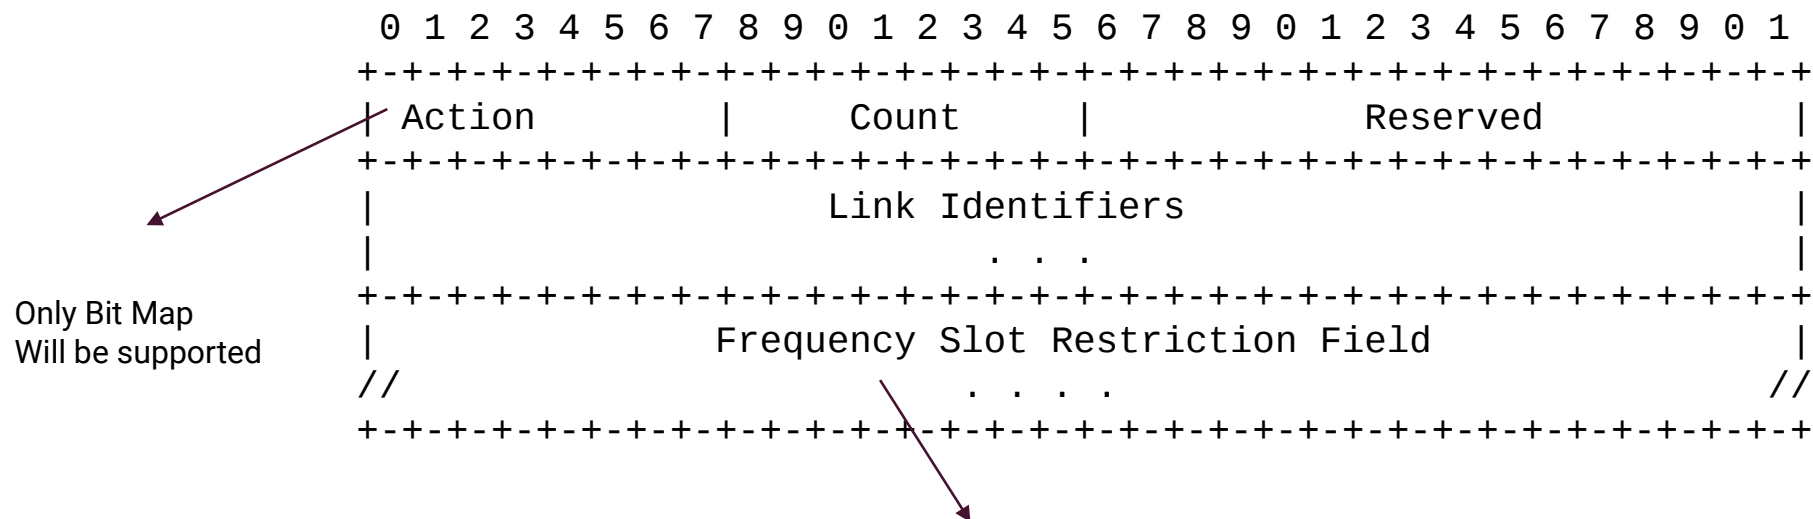 0 1 2 3 4 5 6 7 8 9 0 1 2 3 4 5 6 7 8 9 0 1 2 3 4 5 6 7 8 9 0 1
+-+-+-+-+-+-+-+-+-+-+-+-+-+-+-+-+-+-+-+-+-+-+-+-+-+-+-+-+-+-+-+-+
| Action        |     Count     |            Reserved           |
+-+-+-+-+-+-+-+-+-+-+-+-+-+-+-+-+-+-+-+-+-+-+-+-+-+-+-+-+-+-+-+-+
|                    Link Identifiers                           |
|                           . . .                               |
+-+-+-+-+-+-+-+-+-+-+-+-+-+-+-+-+-+-+-+-+-+-+-+-+-+-+-+-+-+-+-+-+
Only Bit Map
Will be supported
|               Frequency Slot Restriction Field                |
//                         . . . .                             //
+-+-+-+-+-+-+-+-+-+-+-+-+-+-+-+-+-+-+-+-+-+-+-+-+-+-+-+-+-+-+-+-+